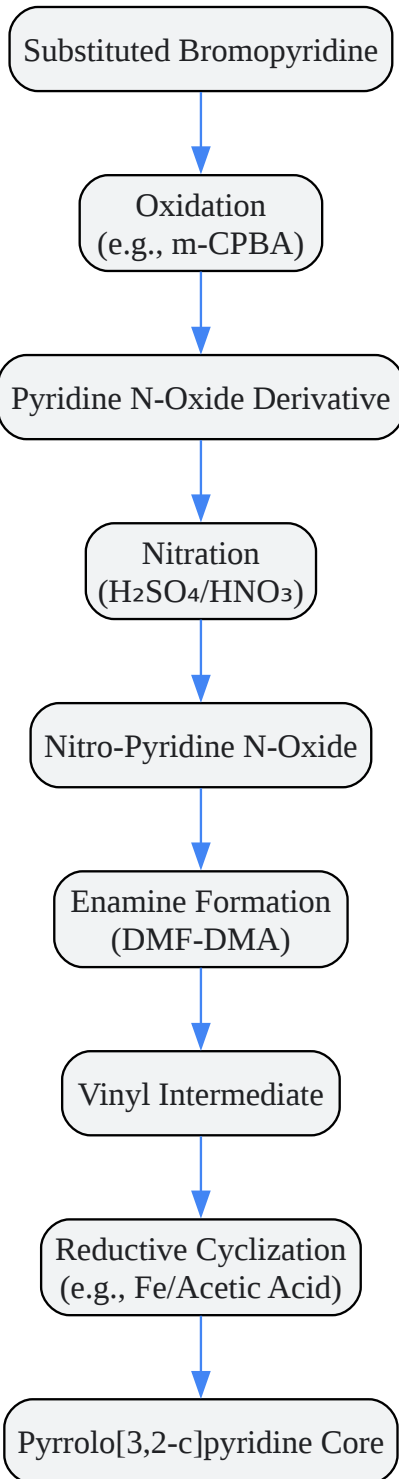 Substituted Bromopyridine
Oxidation
(e.g., m-CPBA)
Pyridine N-Oxide Derivative
Nitration
(H₂SO₄/HNO₃)
Nitro-Pyridine N-Oxide
Enamine Formation
(DMF-DMA)
Vinyl Intermediate
Reductive Cyclization
(e.g., Fe/Acetic Acid)
Pyrrolo[3,2-c]pyridine Core